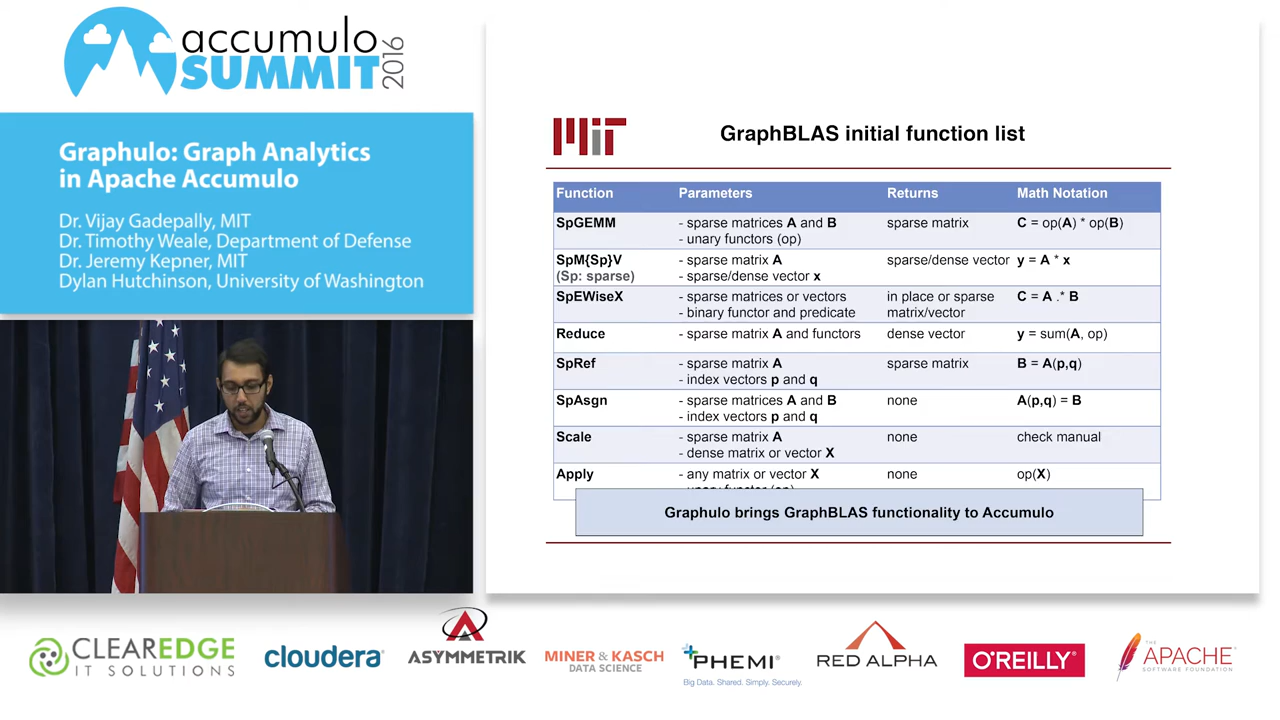 accumulo
SUMMIT
2016
Graphulo: Graph Analytics
in Apache Accumulo
Dr. Vijay Gadepally, MIT
Dr. Timothy Weale, Department of Defense
Dr. Jeremy Kepner, MIT
Dylan Hutchinson, University of Washington
MIT
GraphBLAS initial function list
Function Parameters Returns Math Notation
SpGEMM - sparse matrices A and B sparse matrix C = op(A) * op(B)
- unary functors (op)
SpM{Sp}V - sparse matrix A sparse/dense vector y = A * x
(Sp: sparse) - sparse/dense vector x
SpEWiseX - sparse matrices or vectors in place or sparse C = A .* B
- binary functor and predicate matrix/vector
Reduce - sparse matrix A and functors dense vector y = sum(A, op)
SpRef - sparse matrix A sparse matrix B = A(p,q)
- index vectors p and q
SpAsgn - sparse matrices A and B none A(p,q) = B
- index vectors p and q
Scale - sparse matrix A none check manual
- dense matrix or vector X
Apply - any matrix or vector X none op(X)
- unary functor (op)
Graphulo brings GraphBLAS functionality to Accumulo
CLEAREDGE
IT SOLUTIONS
cloudera
ASYMMETRIK
MINER & KASCH
DATA SCIENCE
PHEMI
Big Data. Shared. Simply. Securely.
RED ALPHA
O'REILLY
THE
APACHE
SOFTWARE FOUNDATION